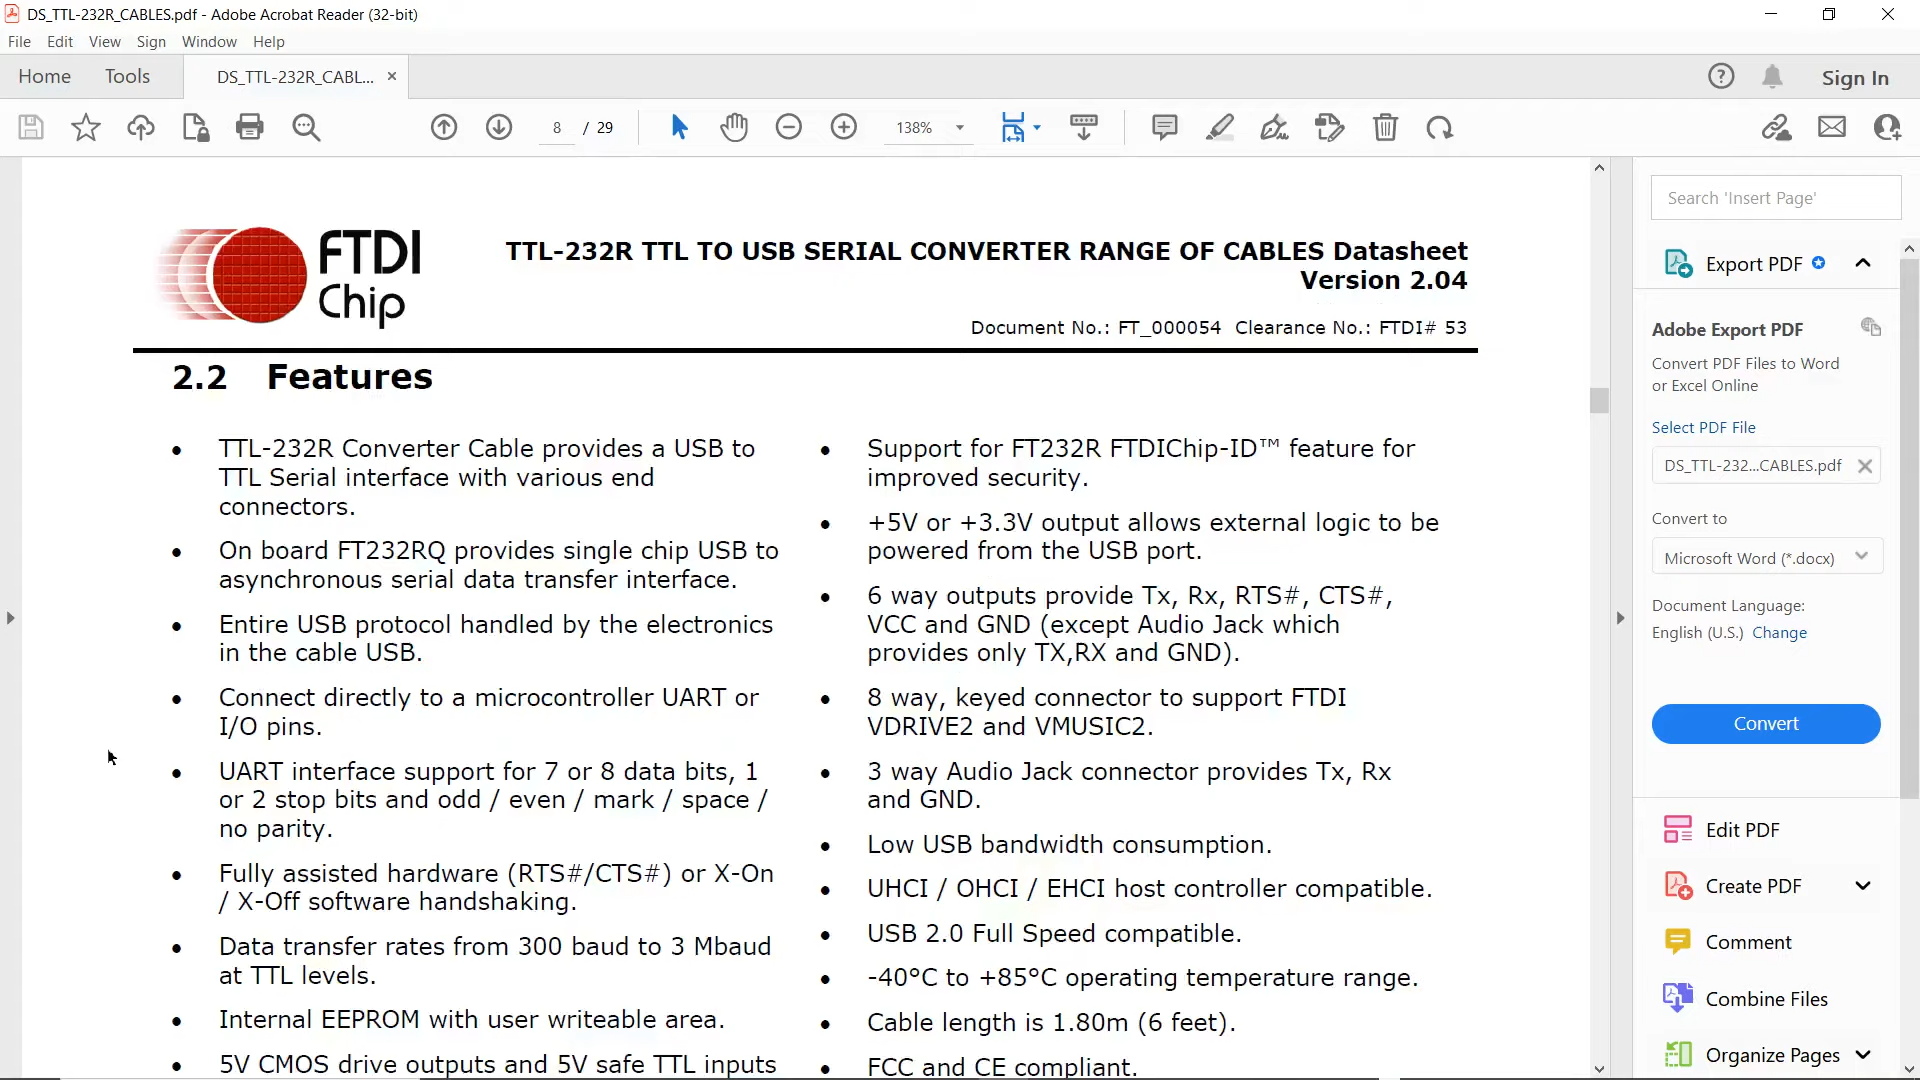 DS_TTL-232R_CABLES.pdf - Adobe Acrobat Reader (32-bit)
File Edit View Sign Window Help
Home Tools DS_TTL-232R_CABL... × Sign In
8 / 29 138%
FTDI
Chip
TTL-232R TTL TO USB SERIAL CONVERTER RANGE OF CABLES Datasheet
Version 2.04
Document No.: FT_000054 Clearance No.: FTDI# 53
2.2 Features
• TTL-232R Converter Cable provides a USB to
TTL Serial interface with various end
connectors.
• On board FT232RQ provides single chip USB to
asynchronous serial data transfer interface.
• Entire USB protocol handled by the electronics
in the cable USB.
• Connect directly to a microcontroller UART or
I/O pins.
• UART interface support for 7 or 8 data bits, 1
or 2 stop bits and odd / even / mark / space /
no parity.
• Fully assisted hardware (RTS#/CTS#) or X-On
/ X-Off software handshaking.
• Data transfer rates from 300 baud to 3 Mbaud
at TTL levels.
• Internal EEPROM with user writeable area.
• 5V CMOS drive outputs and 5V safe TTL inputs
• Support for FT232R FTDIChip-ID™ feature for
improved security.
• +5V or +3.3V output allows external logic to be
powered from the USB port.
• 6 way outputs provide Tx, Rx, RTS#, CTS#,
VCC and GND (except Audio Jack which
provides only TX,RX and GND).
• 8 way, keyed connector to support FTDI
VDRIVE2 and VMUSIC2.
• 3 way Audio Jack connector provides Tx, Rx
and GND.
• Low USB bandwidth consumption.
• UHCI / OHCI / EHCI host controller compatible.
• USB 2.0 Full Speed compatible.
• -40°C to +85°C operating temperature range.
• Cable length is 1.80m (6 feet).
• FCC and CE compliant.
Search 'Insert Page'
Export PDF
Adobe Export PDF
Convert PDF Files to Word
or Excel Online
Select PDF File
DS_TTL-232...CABLES.pdf
Convert to
Microsoft Word (*.docx)
Document Language:
English (U.S.) Change
Convert
Edit PDF
Create PDF
Comment
Combine Files
Organize Pages